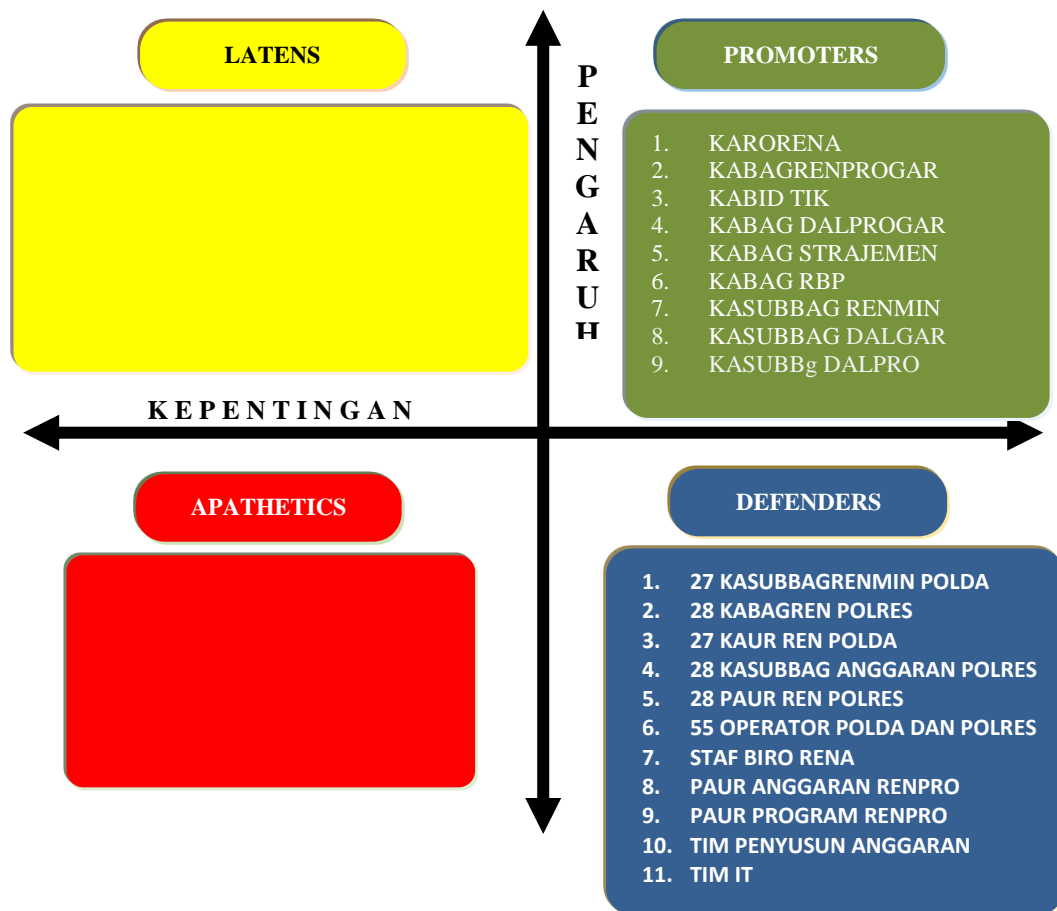 LATENS
PROMOTERS
P
E
N
G
A
R
U
H
1. KARORENA
2. KABAGRENPROGAR
3. KABID TIK
4. KABAG DALPROGAR
5. KABAG STRAJEMEN
6. KABAG RBP
7. KASUBBAG RENMIN
8. KASUBBAG DALGAR
9. KASUBBg DALPRO
K E P E N T I N G A N
APATHETICS
DEFENDERS
1. 27 KASUBBAGRENMIN POLDA
2. 28 KABAGREN POLRES
3. 27 KAUR REN POLDA
4. 28 KASUBBAG ANGGARAN POLRES
5. 28 PAUR REN POLRES
6. 55 OPERATOR POLDA DAN POLRES
7. STAF BIRO RENA
8. PAUR ANGGARAN RENPRO
9. PAUR PROGRAM RENPRO
10. TIM PENYUSUN ANGGARAN
11. TIM IT